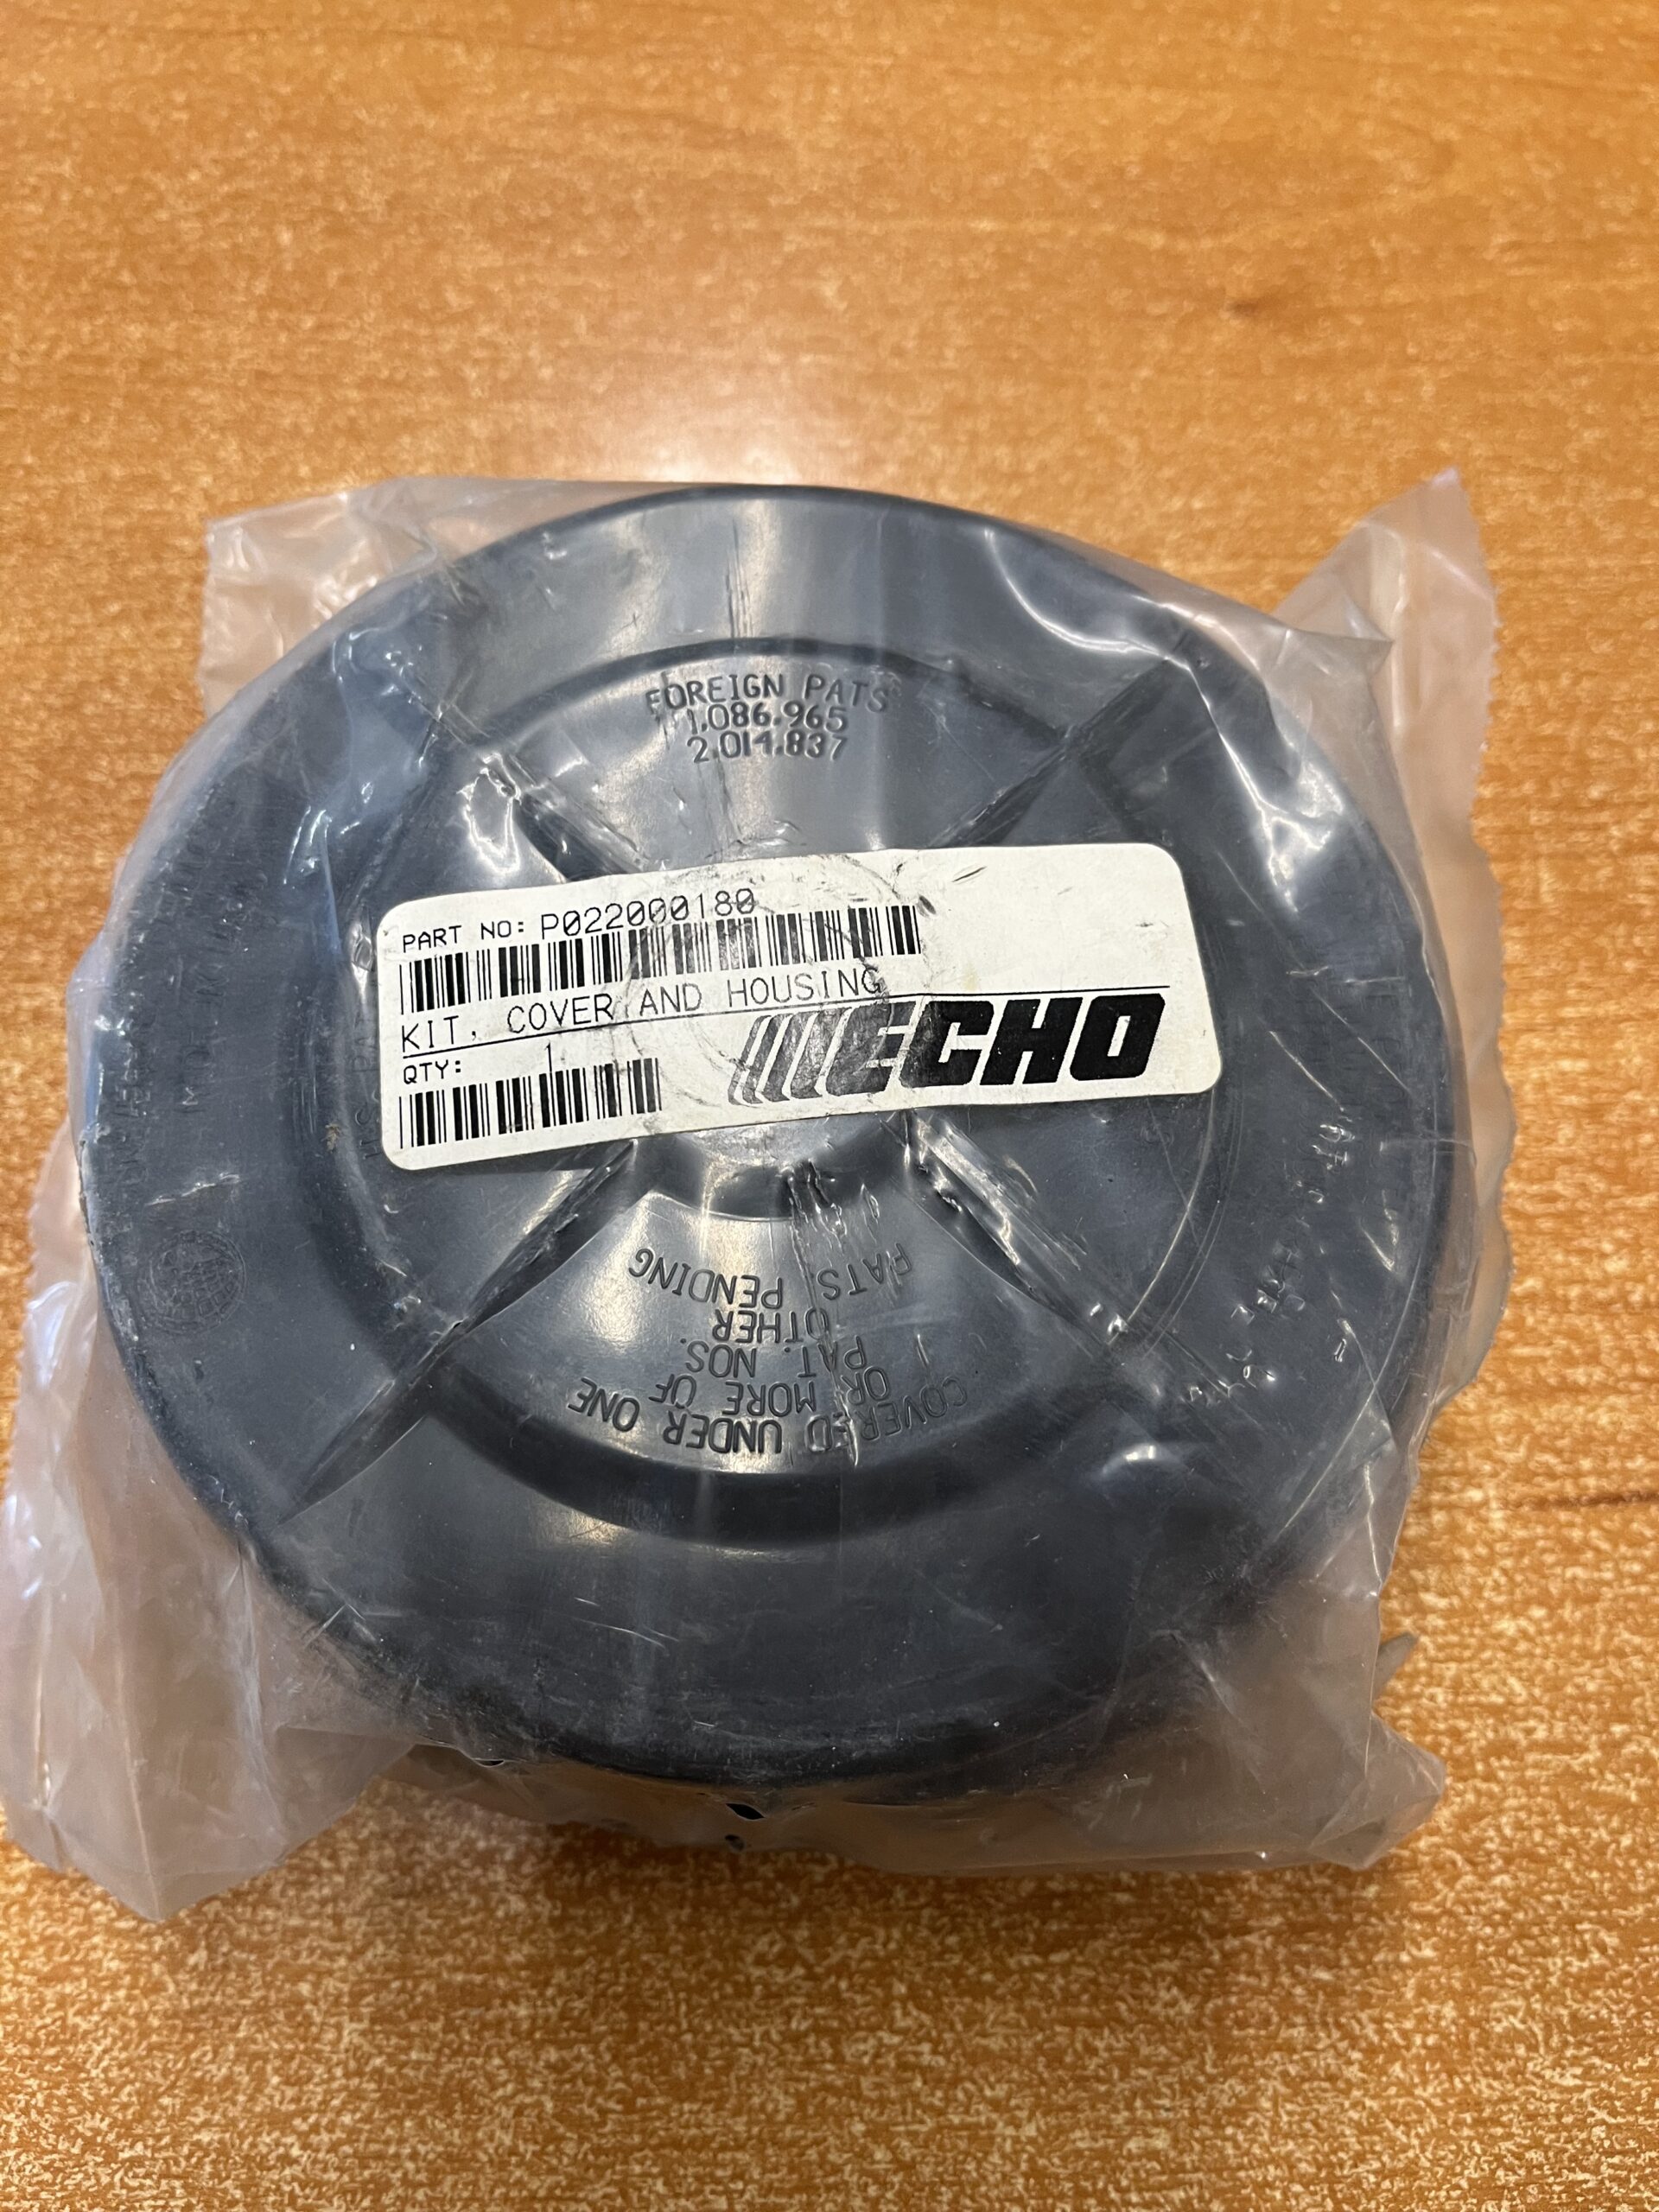 FOREIGN PATS
1,086,965
2,014,837
PART NO: P022000180
KIT, COVER AND HOUSING
QTY: 1
ECHO
COVERED UNDER ONE
OR MORE OF
PAT. NOS.
OTHER
PATS. PENDING